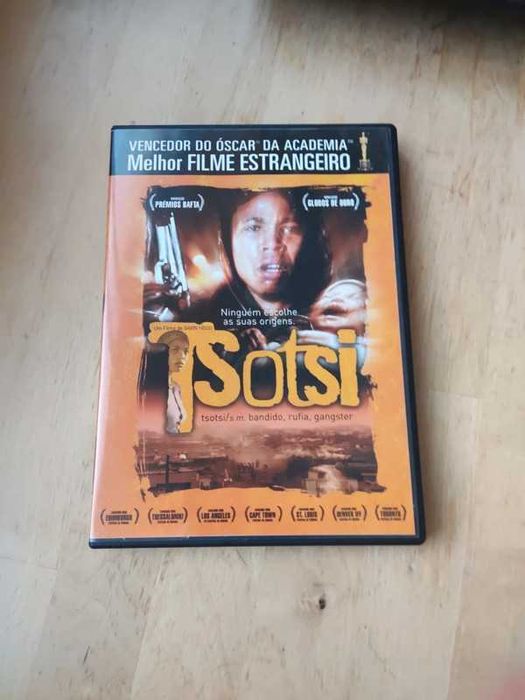 VENCEDOR DO ÓSCAR® DA ACADEMIA™
Melhor FILME ESTRANGEIRO
PRÉMIOS BAFTA
GLOBOS DE OURO
Ninguém escolhe
as suas origens.
Um Filme de GAVIN HOOD
TSotsi
tsotsi/s m. bandido, rufia, gangster
EDIMBURGO
THESSALONIKI
LOS ANGELES
CAPE TOWN
ST. LOUIS
DENVER
TORONTO